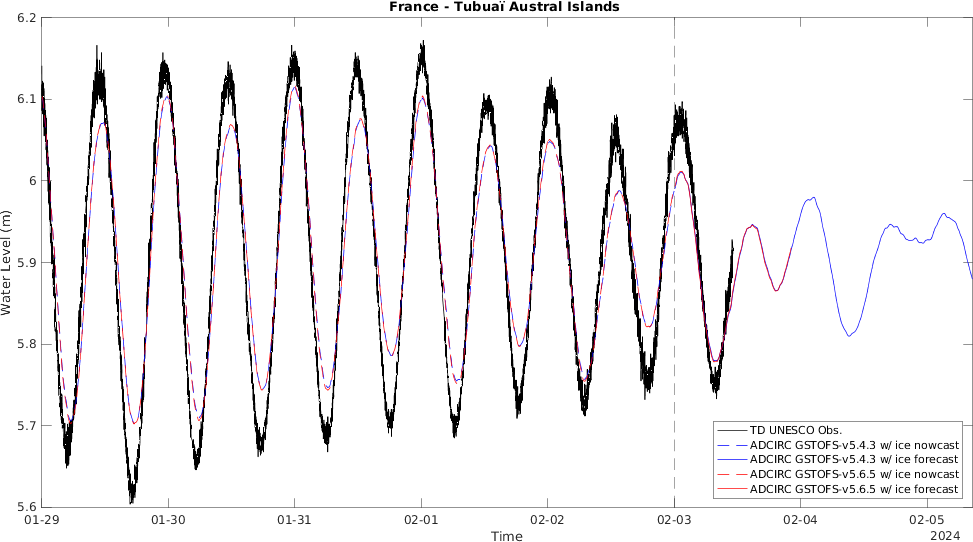 France - Tubuaï Austral Islands
6.2
6.1
6
5.9
5.8
5.7
5.6
Water Level (m)
01-29
01-30
01-31
02-01
02-02
02-03
02-04
02-05
Time
2024
TD UNESCO Obs.
ADCIRC GSTOFS-v5.4.3 w/ ice nowcast
ADCIRC GSTOFS-v5.4.3 w/ ice forecast
ADCIRC GSTOFS-v5.6.5 w/ ice nowcast
ADCIRC GSTOFS-v5.6.5 w/ ice forecast